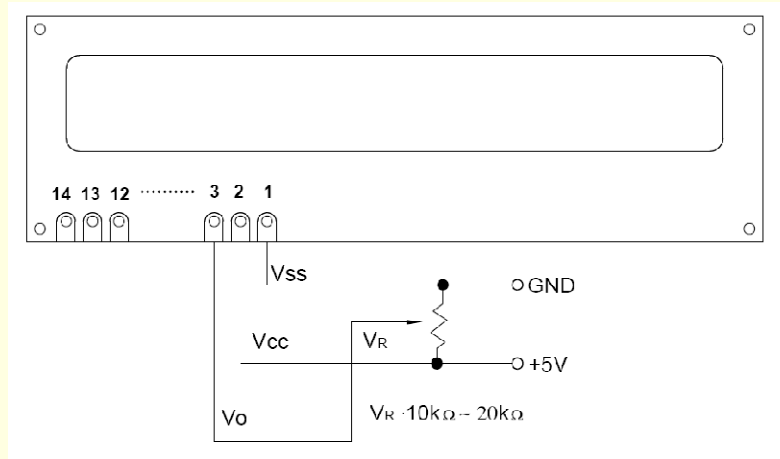 14 13 12 .......... 3 2 1
Vss
GND
Vcc
VR
+5V
Vo
VR ·10kΩ~20kΩ